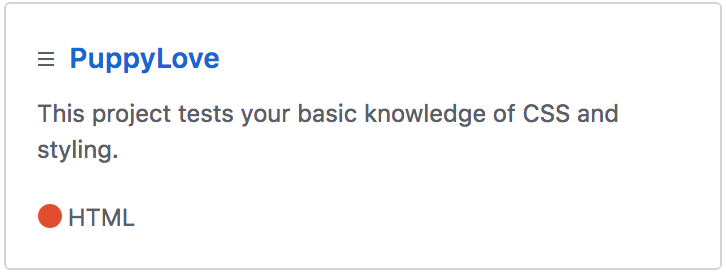 PuppyLove
This project tests your basic knowledge of CSS and
styling.
HTML